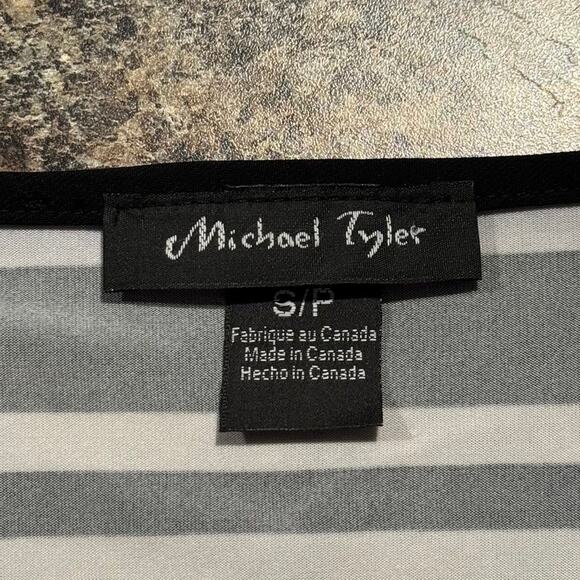 Michael Tyler
S/P
Fabrique au Canada
Made in Canada
Hecho in Canada